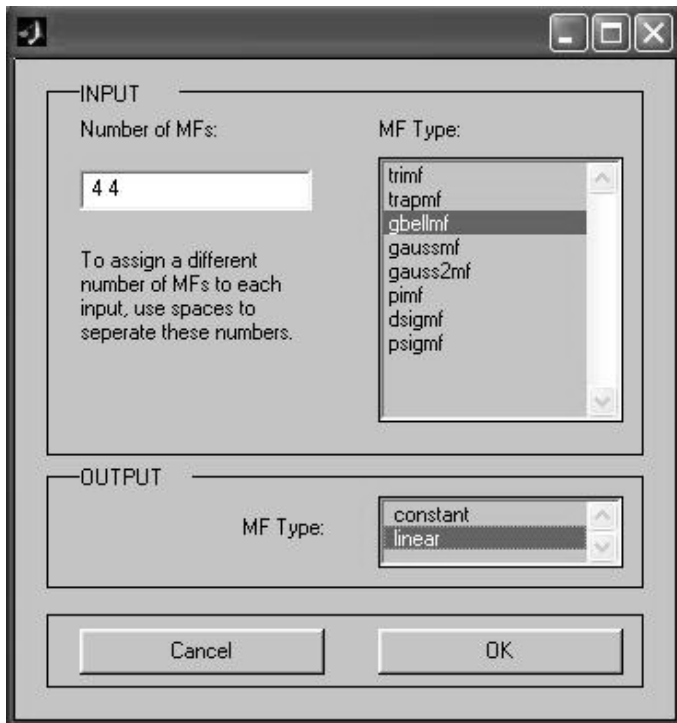 INPUT
Number of MFs:
4 4
To assign a different
number of MFs to each
input, use spaces to
seperate these numbers.
MF Type:
trimf
trapmf
gbellmf
gaussmf
gauss2mf
pimf
dsigmf
psigmf
OUTPUT
MF Type:
constant
linear
Cancel
OK